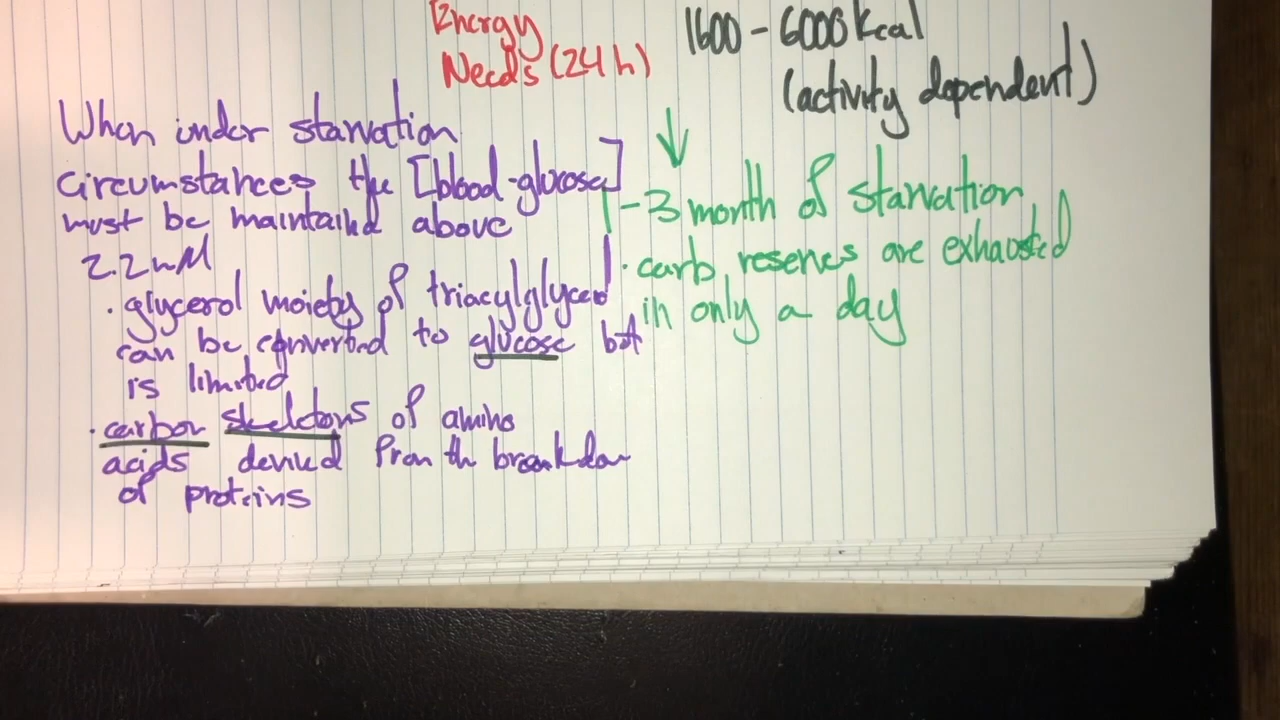 Energy
Needs (24 h)
1600 - 6000 kcal
(activity dependent)
When under starvation
circumstances the [blood-glucose]
must be maintained above
2.2 mM
· glycerol moiety of triacylglycerol
can be converted to glucose but
is limited
· carbon skeletons of amino
acids derived from the breakdown
of proteins
1-3 month of starvation
· carb reserves are exhausted
in only a day